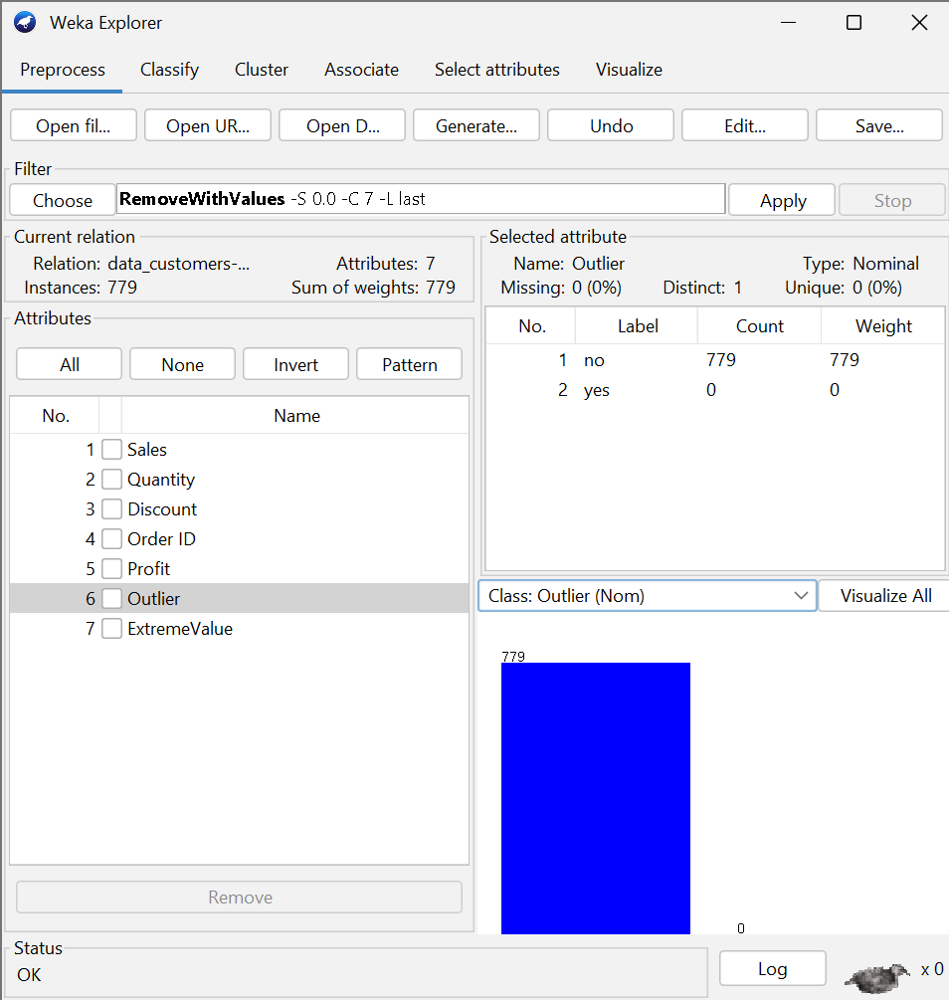 Weka Explorer
Preprocess Classify Cluster Associate Select attributes Visualize
Open fil... Open UR... Open D... Generate... Undo Edit... Save...
Filter
Choose RemoveWithValues -S 0.0 -C 7 -L last Apply Stop
Current relation
Relation: data_customers-... Attributes: 7
Instances: 779 Sum of weights: 779
Attributes
All None Invert Pattern
No. Name
1 Sales
2 Quantity
3 Discount
4 Order ID
5 Profit
6 Outlier
7 ExtremeValue
Remove
Selected attribute
Name: Outlier Type: Nominal
Missing: 0 (0%) Distinct: 1 Unique: 0 (0%)
No. Label Count Weight
1 no 779 779
2 yes 0 0
Class: Outlier (Nom) Visualize All
779
0
Status
OK
Log x 0